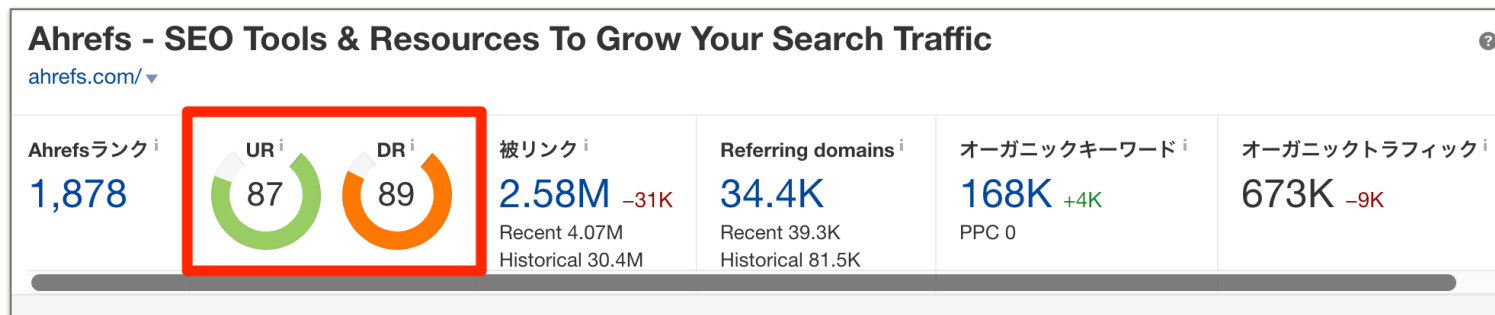 Ahrefs - SEO Tools & Resources To Grow Your Search Traffic
ahrefs.com/
Ahrefsランク
1,878
UR
87
DR
89
被リンク
2.58M –31K
Recent 4.07M
Historical 30.4M
Referring domains
34.4K
Recent 39.3K
Historical 81.5K
オーガニックキーワード
168K +4K
PPC 0
オーガニックトラフィック
673K –9K